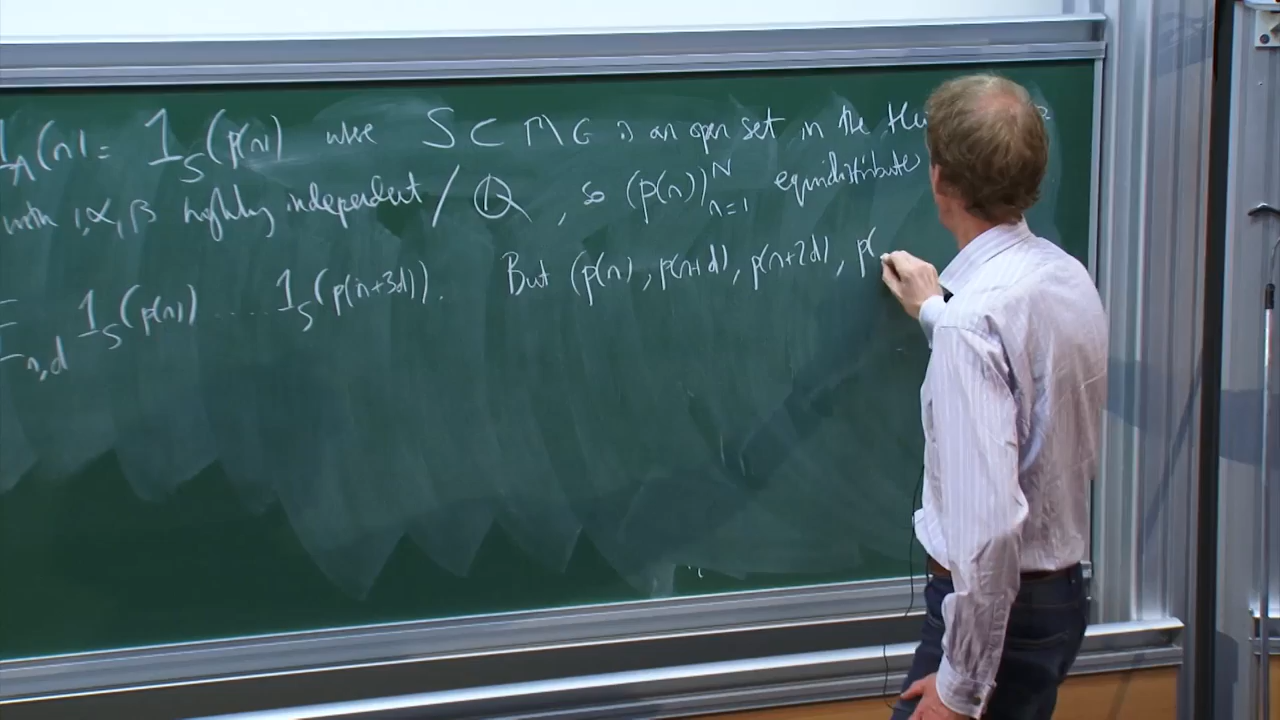 1_A(n) = 1_S(p(n)) where S ⊂ Γ\G is an open set in the Hei
with 1, α, β highly independent / ℚ, so (p(n))_{n=1}^N equidistribute
E_{n,d} 1_S(p(n)) ..... 1_S(p(n+3d)). But (p(n), p(n+d), p(n+2d), p(